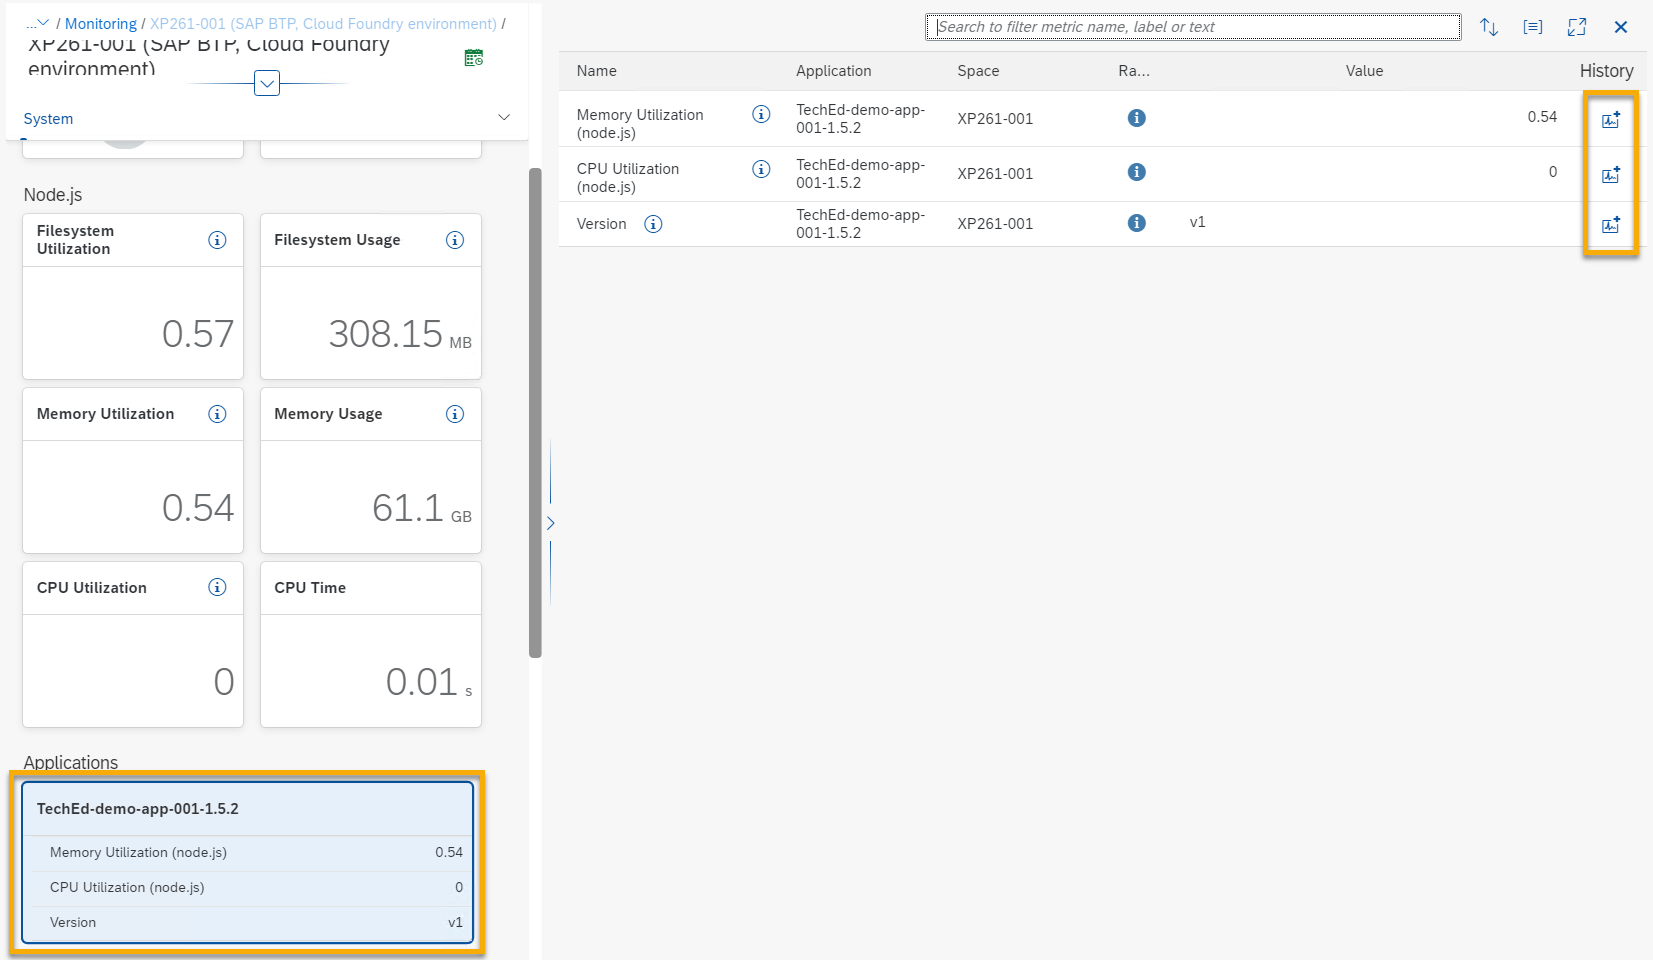 ... / Monitoring / XP261-001 (SAP BTP, Cloud Foundry environment) /
XP261-001 (SAP BTP, Cloud Foundry
environment)
System
Node.js
Filesystem
Utilization
0.57
Filesystem Usage
308.15 MB
Memory Utilization
0.54
Memory Usage
61.1 GB
CPU Utilization
0
CPU Time
0.01 s
Applications
TechEd-demo-app-001-1.5.2
Memory Utilization (node.js) 0.54
CPU Utilization (node.js) 0
Version v1
Search to filter metric name, label or text
Name Application Space Ra... Value History
Memory Utilization
(node.js)
TechEd-demo-app-
001-1.5.2
XP261-001
0.54
CPU Utilization
(node.js)
TechEd-demo-app-
001-1.5.2
XP261-001
0
Version
TechEd-demo-app-
001-1.5.2
XP261-001
v1